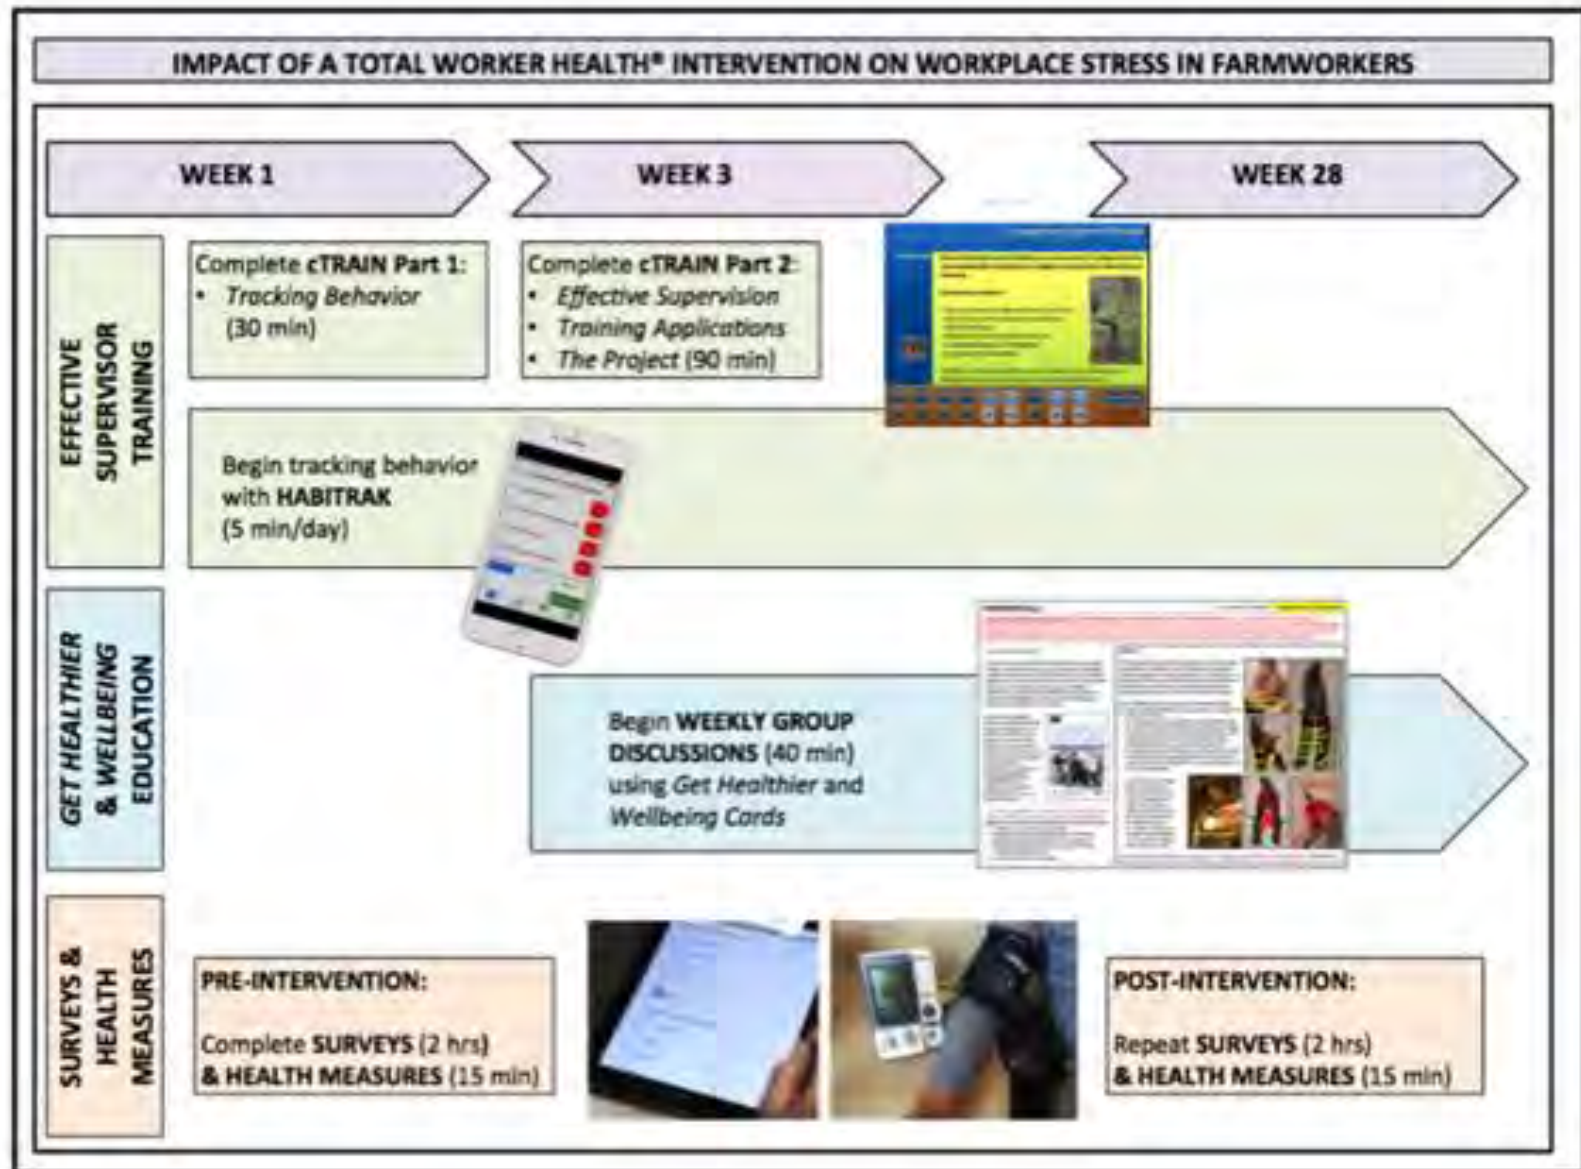 IMPACT OF A TOTAL WORKER HEALTH® INTERVENTION ON WORKPLACE STRESS IN FARMWORKERS
WEEK 1
WEEK 3
WEEK 28
EFFECTIVE
SUPERVISOR
TRAINING
Complete cTRAIN Part 1:
• Tracking Behavior
(30 min)
Complete cTRAIN Part 2:
• Effective Supervision
• Training Applications
• The Project (90 min)
Begin tracking behavior
with HABITRAK
(5 min/day)
GET HEALTHIER
& WELLBEING
EDUCATION
Begin WEEKLY GROUP
DISCUSSIONS (40 min)
using Get Healthier and
Wellbeing Cards
SURVEYS &
HEALTH
MEASURES
PRE-INTERVENTION:
Complete SURVEYS (2 hrs)
& HEALTH MEASURES (15 min)
POST-INTERVENTION:
Repeat SURVEYS (2 hrs)
& HEALTH MEASURES (15 min)